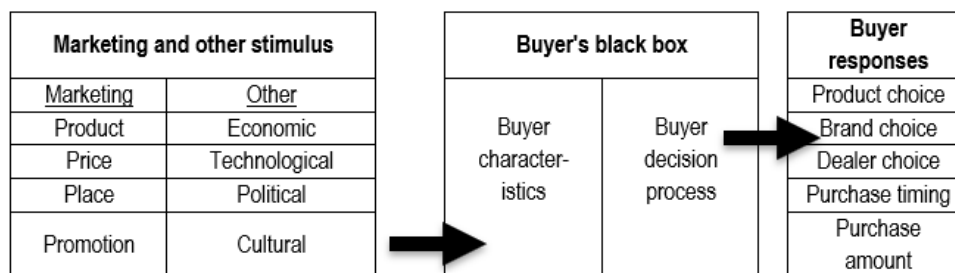 Marketing and other stimulus
Marketing
Other
Product
Economic
Price
Technological
Place
Political
Promotion
Cultural
Buyer's black box
Buyer
character-
istics
Buyer
decision
process
Buyer
responses
Product choice
Brand choice
Dealer choice
Purchase timing
Purchase
amount